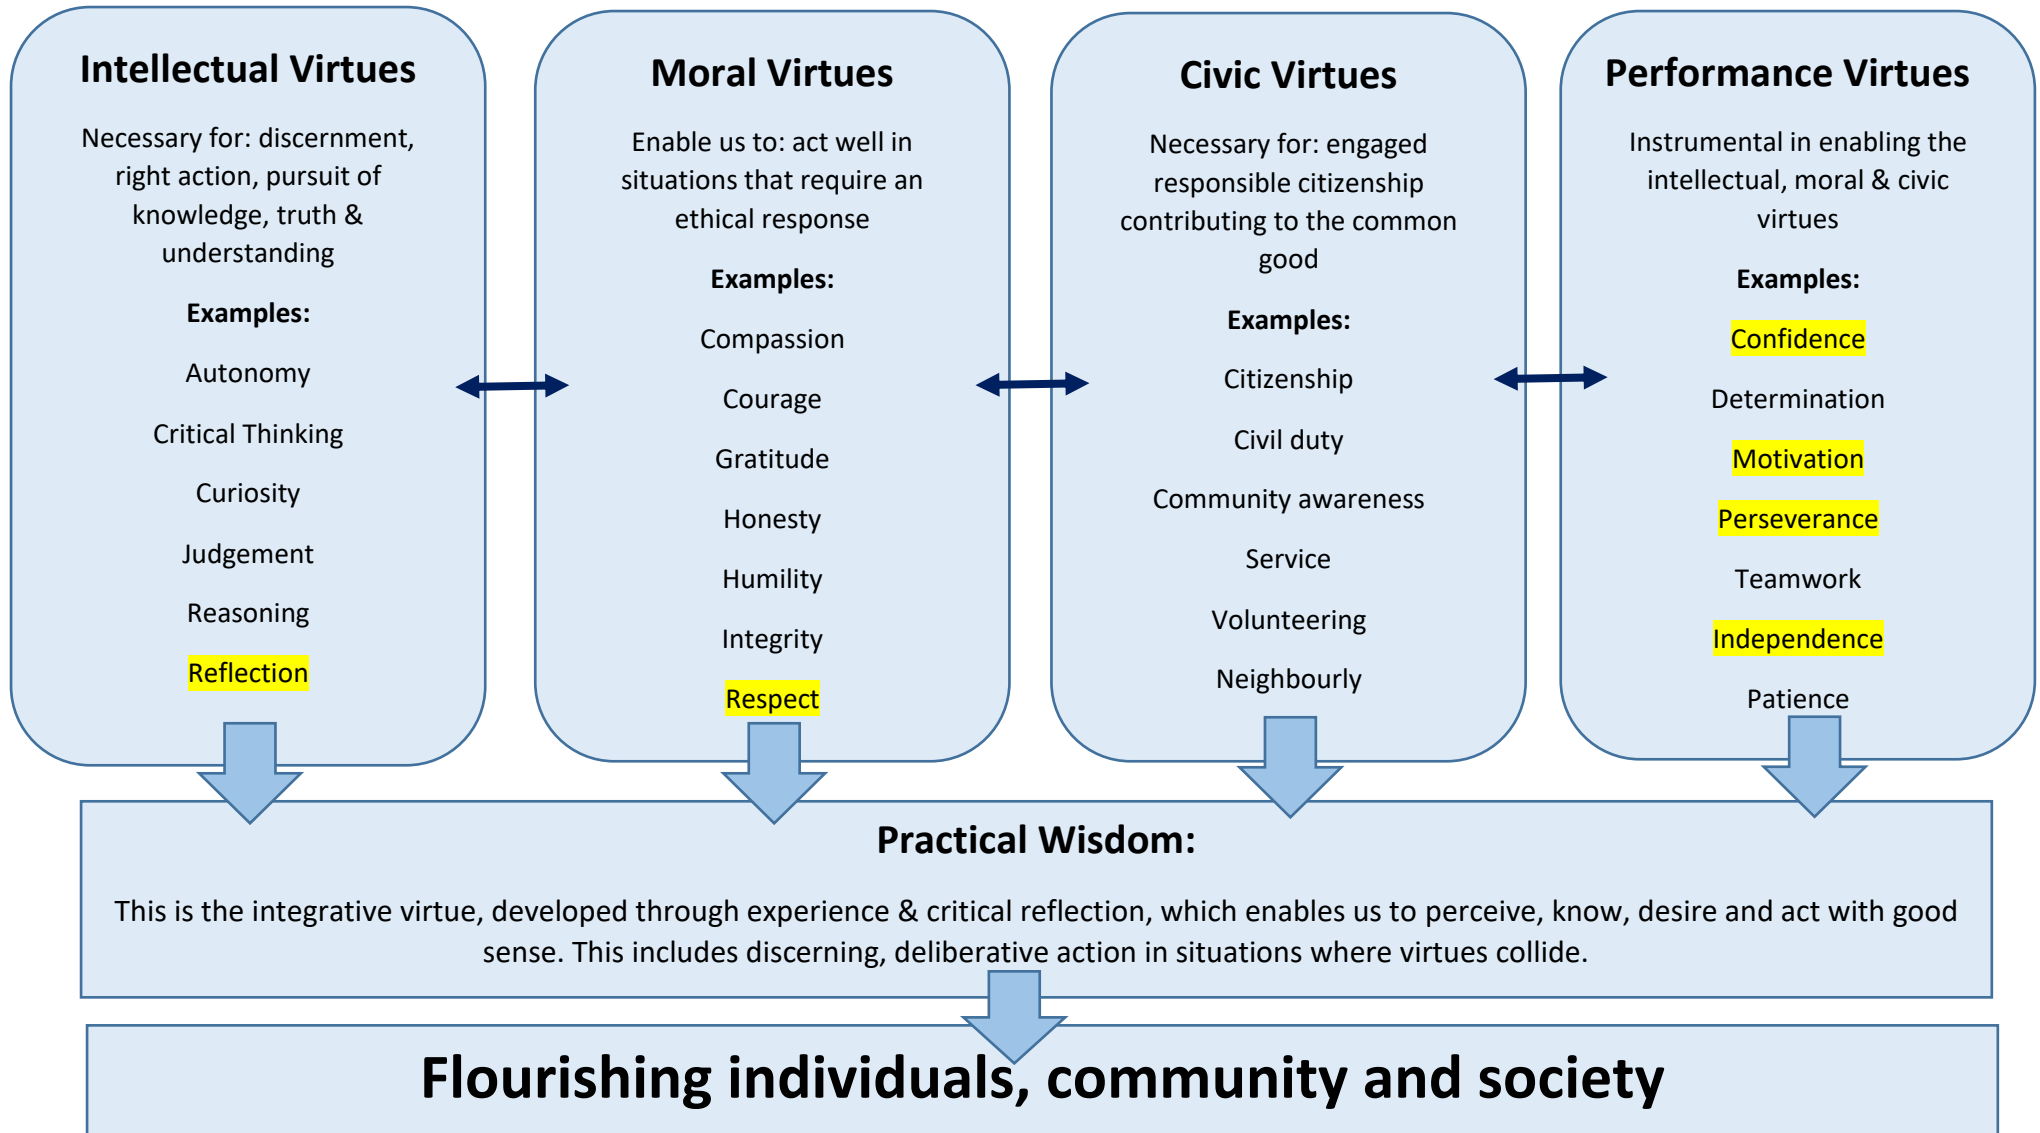 Intellectual Virtues
Necessary for: discernment,
right action, pursuit of
knowledge, truth &
understanding
Examples:
Autonomy
Critical Thinking
Curiosity
Judgement
Reasoning
Reflection
Moral Virtues
Enable us to: act well in
situations that require an
ethical response
Examples:
Compassion
Courage
Gratitude
Honesty
Humility
Integrity
Respect
Civic Virtues
Necessary for: engaged
responsible citizenship
contributing to the common
good
Examples:
Citizenship
Civil duty
Community awareness
Service
Volunteering
Neighbourly
Performance Virtues
Instrumental in enabling the
intellectual, moral & civic
virtues
Examples:
Confidence
Determination
Motivation
Perseverance
Teamwork
Independence
Patience
Practical Wisdom:
This is the integrative virtue, developed through experience & critical reflection, which enables us to perceive, know, desire and act with good
sense. This includes discerning, deliberative action in situations where virtues collide.
Flourishing individuals, community and society